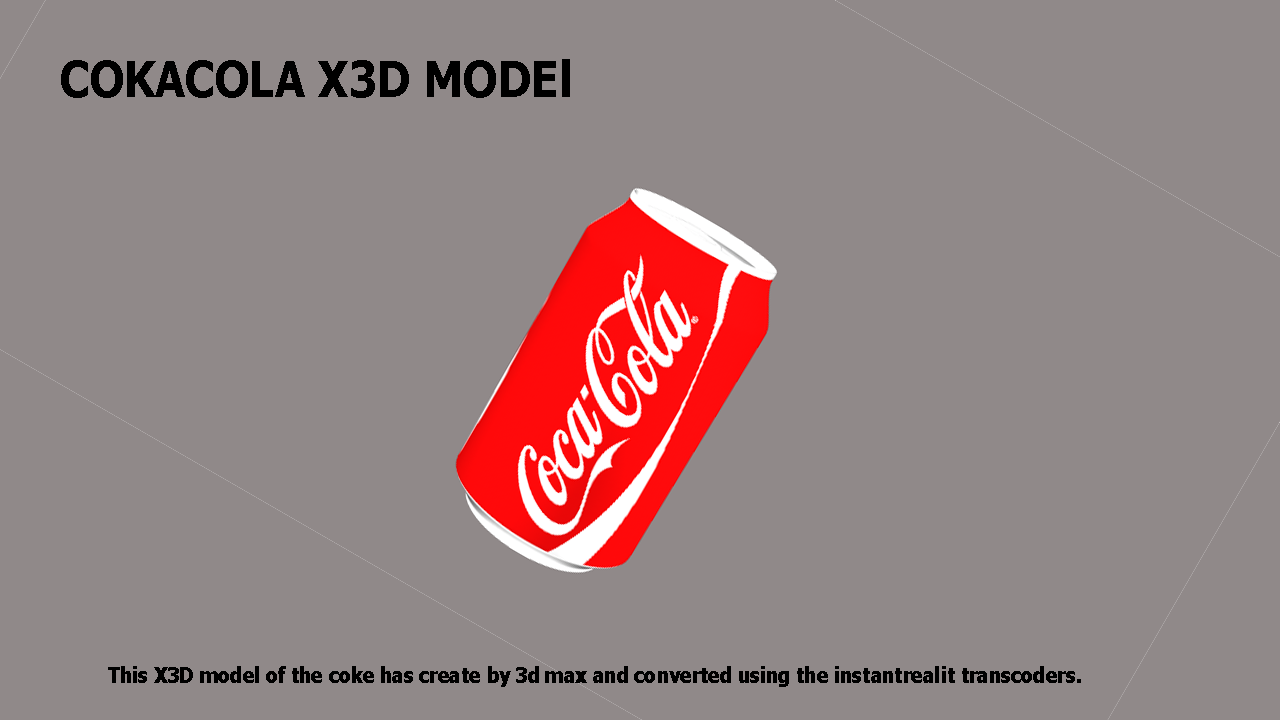 COKACOLA X3D MODEl
Coca-Cola
This X3D model of the coke has create by 3d max and converted using the instantrealit transcoders.